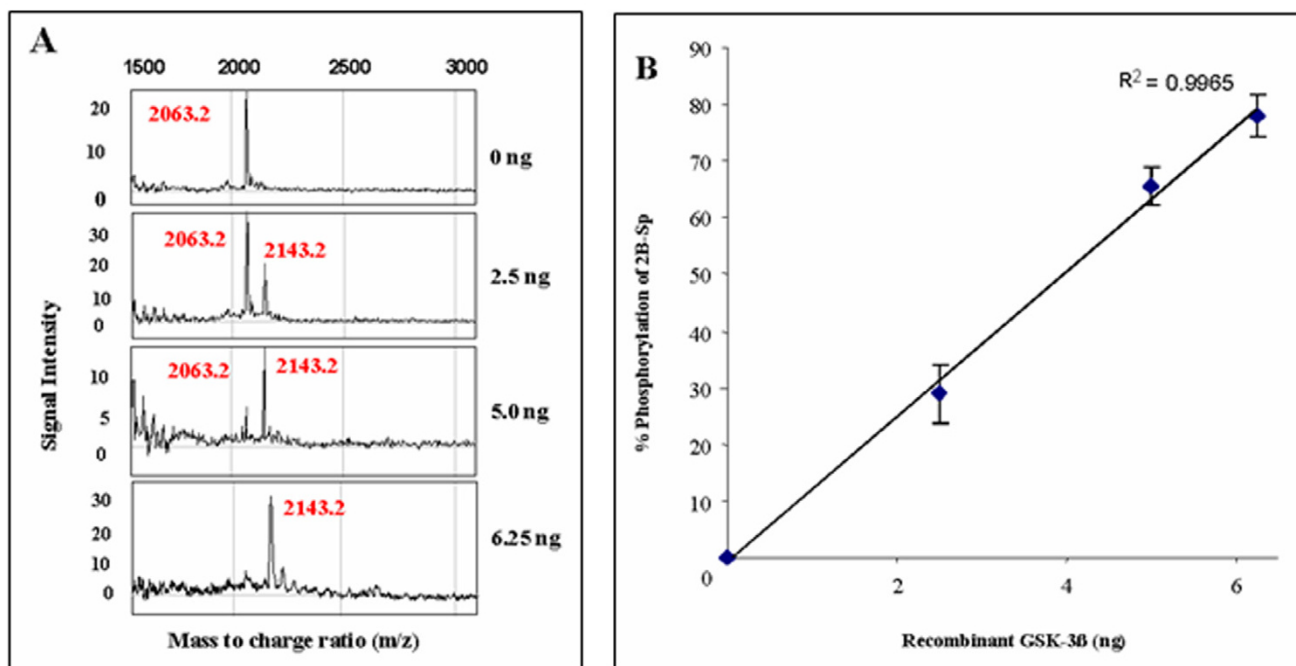 A
1500 2000 2500 3000
20
10
0
2063.2
0 ng
30
20
10
0
2063.2
2143.2
2.5 ng
10
5
0
2063.2
2143.2
5.0 ng
30
20
10
0
2143.2
6.25 ng
Signal Intensity
Mass to charge ratio (m/z)
B
R² = 0.9965
% Phosphorylation of 2B-Sp
90
80
70
60
50
40
30
20
10
0
2 4 6
Recombinant GSK-3ß (ng)